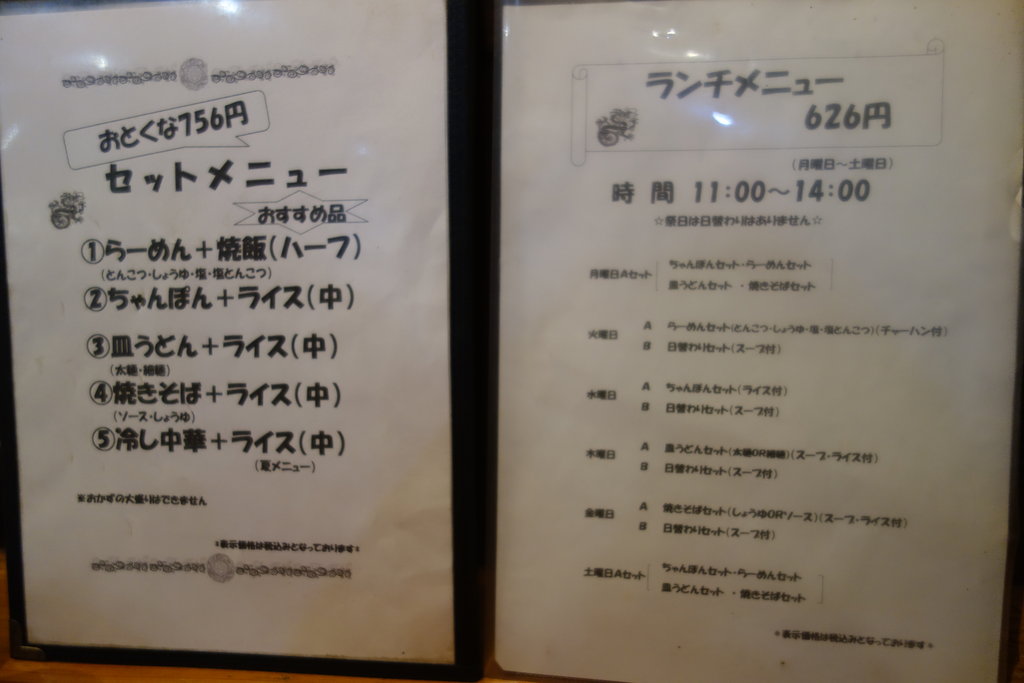 おとくな756円
セットメニュー
おすすめ品
①らーめん+焼飯(ハーフ)
(とんこつ・しょうゆ・塩・塩とんこつ)
②ちゃんぽん+ライス(中)
③皿うどん+ライス(中)
(太麺・細麺)
④焼きそば+ライス(中)
(ソース・しょうゆ)
⑤冷し中華+ライス(中)
(夏メニュー)
※おかずの大盛りはできません
*表示価格は税込みとなっております*
ランチメニュー
626円
(月曜日~土曜日)
時 間 11:00~14:00
☆祭日は日替わりはありません☆
月曜日Aセット ちゃんぽんセット・らーめんセット
皿うどんセット ・焼きそばセット
火曜日 A らーめんセット(とんこつ・しょうゆ・塩・塩とんこつ)(チャーハン付)
B 日替わりセット(スープ付)
水曜日 A ちゃんぽんセット(ライス付)
B 日替わりセット(スープ付)
木曜日 A 皿うどんセット(太麺OR細麺)(スープ・ライス付)
B 日替わりセット(スープ付)
金曜日 A 焼きそばセット(しょうゆORソース)(スープ・ライス付)
B 日替わりセット(スープ付)
土曜日Aセット ちゃんぽんセット・らーめんセット
皿うどんセット ・焼きそばセット
*表示価格は税込みとなっております*